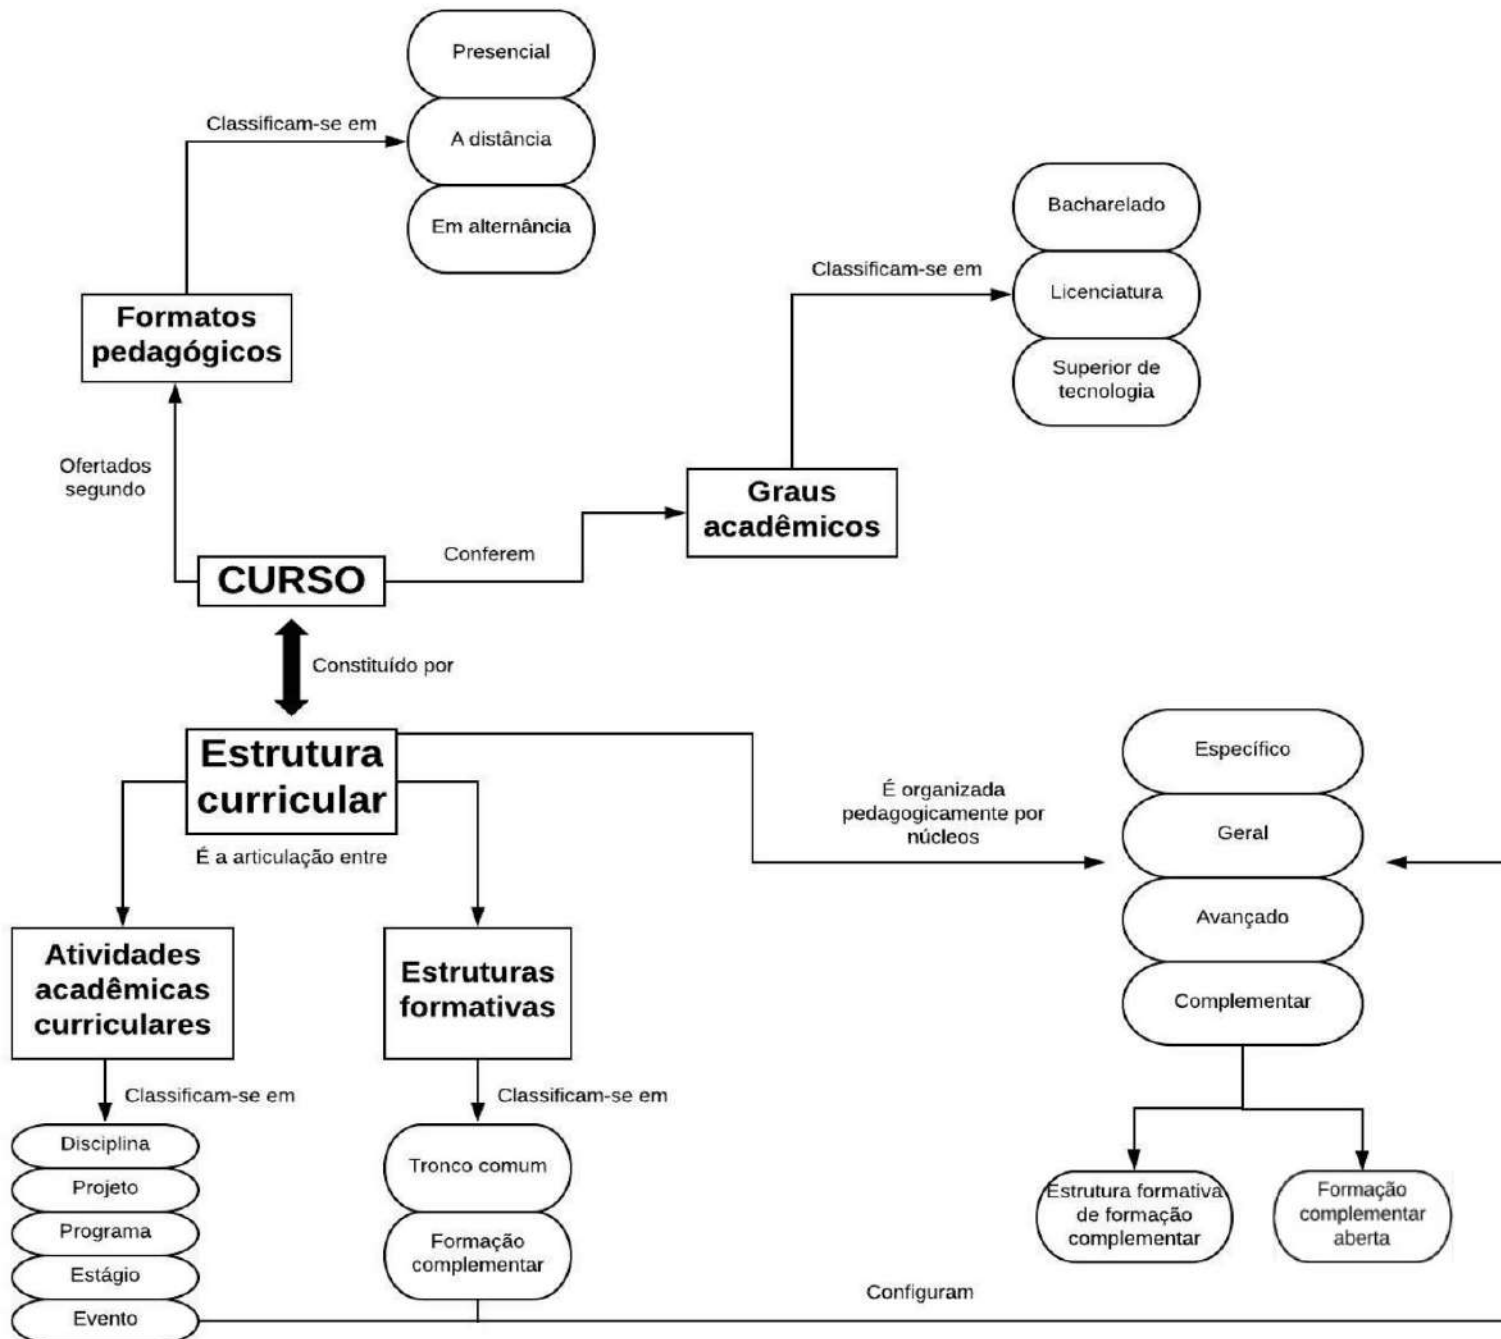 Presencial
Classificam-se em
A distância
Em alternância
Bacharelado
Classificam-se em
Licenciatura
Superior de
tecnologia
Formatos
pedagógicos
Ofertados
segundo
Graus
acadêmicos
Conferem
CURSO
Constituído por
Estrutura
curricular
É a articulação entre
É organizada
pedagogicamente por
núcleos
Específico
Geral
Avançado
Complementar
Atividades
acadêmicas
curriculares
Estruturas
formativas
Classificam-se em
Classificam-se em
Disciplina
Projeto
Programa
Estágio
Evento
Tronco comum
Formação
complementar
Estrutura formativa
de formação
complementar
Formação
complementar
aberta
Configuram